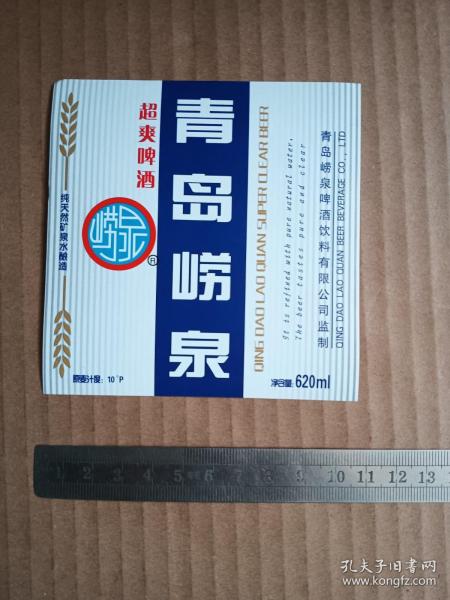 青岛崂泉
超爽啤酒
崂泉
®
纯天然矿泉水酿造
QING DAO LAO QUAN SUPER CLEAR BEER
It is refined with pure natural water.
The beer tastes pure and clear
青岛崂泉啤酒饮料有限公司监制
QING DAO LAO QUAN BEER BEVERAGE CO., LTD
原麦汁度：10°P
净含量：620ml
1 2 3 4 5 6 7 8 9 10 11 12 13
孔夫子旧书网
www.kongfz.com